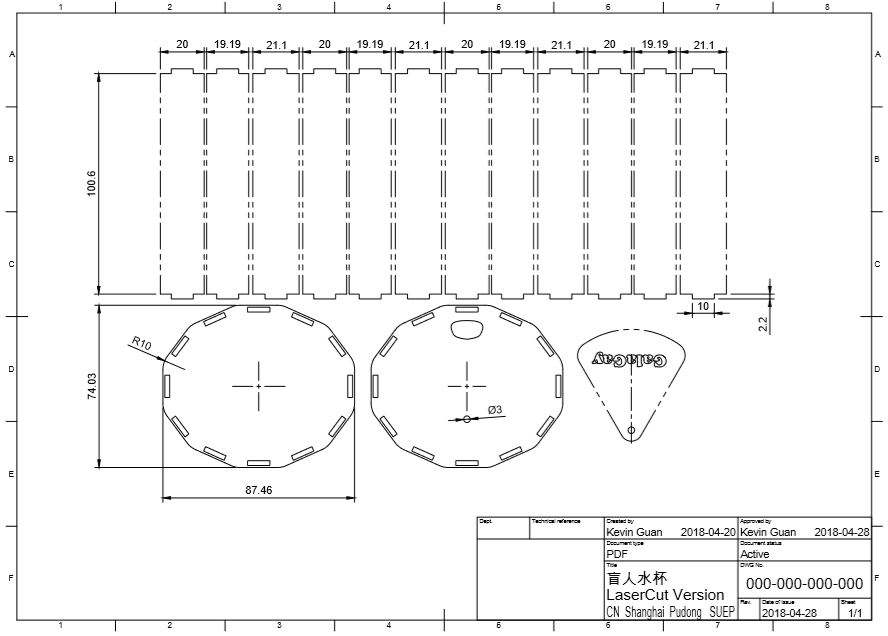 1 2 3 4 5 6 7 8
20 19.19 21.1 20 19.19 21.1 20 19.19 21.1 20 19.19 21.1
A A
B B
100.6
C C
10
2.2
R10
D D
74.03
Ø3
E E
87.46
Dept. Technical reference Created by Approved by
Kevin Guan 2018-04-20 Kevin Guan 2018-04-28
Document type Document status
PDF Active
Title DWG No.
盲人水杯
000-000-000-000
LaserCut Version
CN Shanghai Pudong SUEP
Rev. Date of issue Sheet
2018-04-28 1/1
F F
1 2 3 4 5 6 7 8